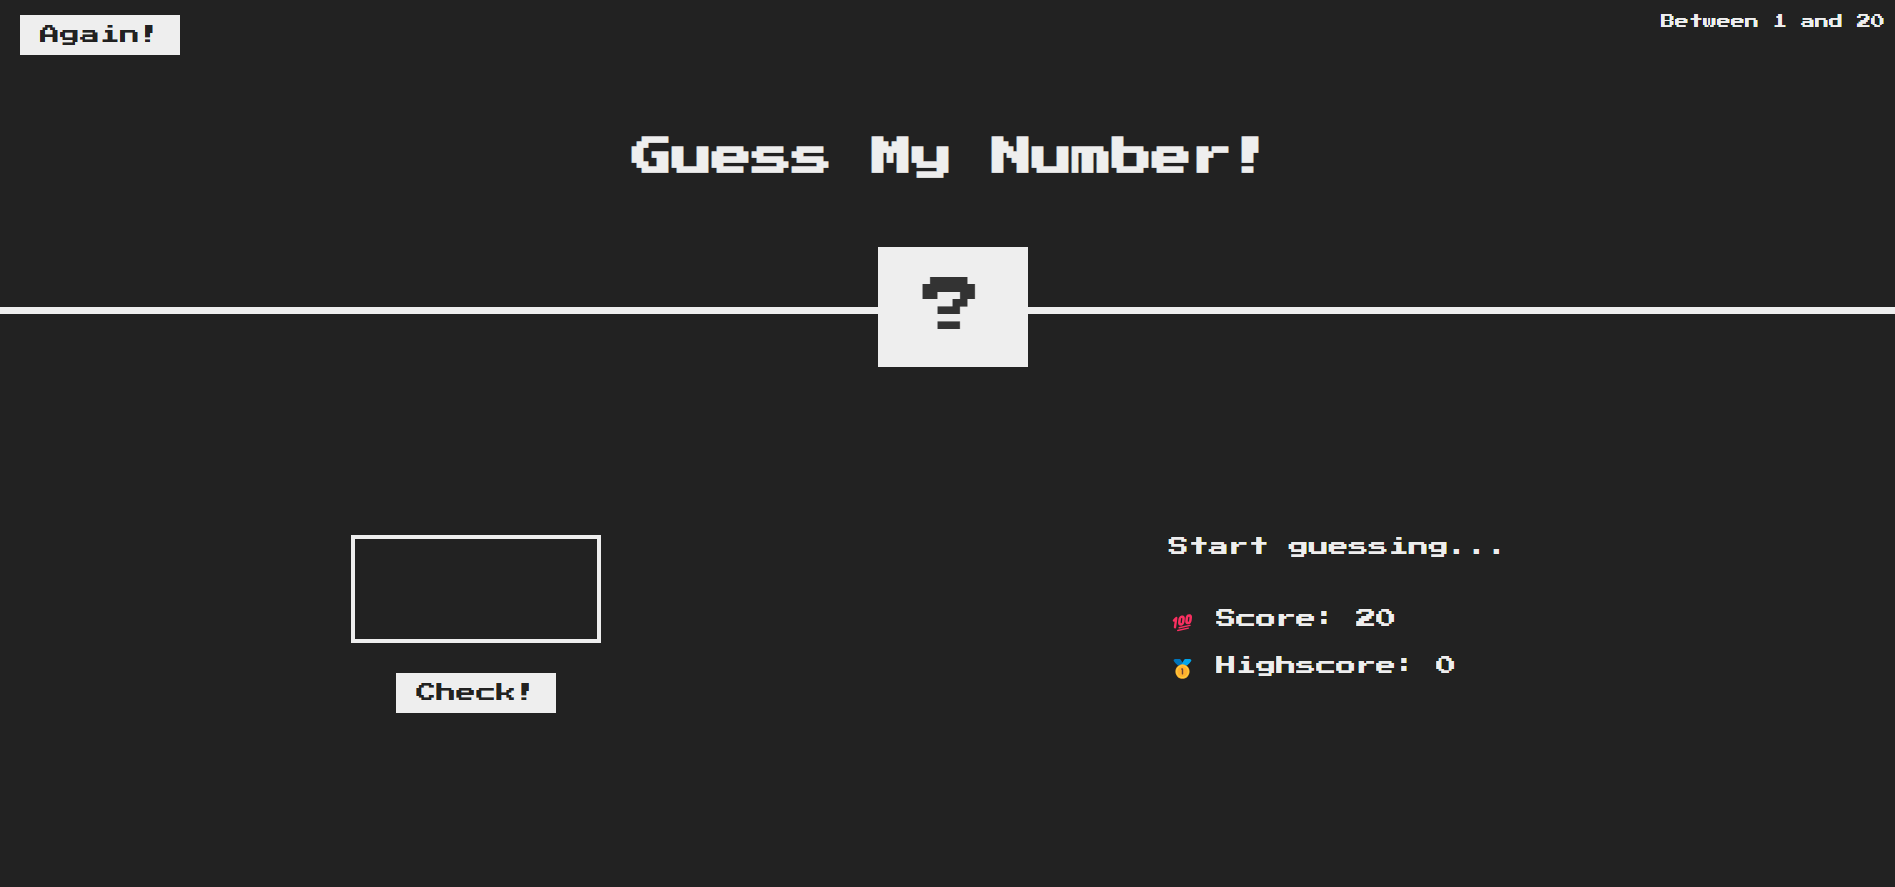 Again!
Between 1 and 20
Guess My Number!
?
Start guessing...
💯 Score: 20
🥇 Highscore: 0
Check!